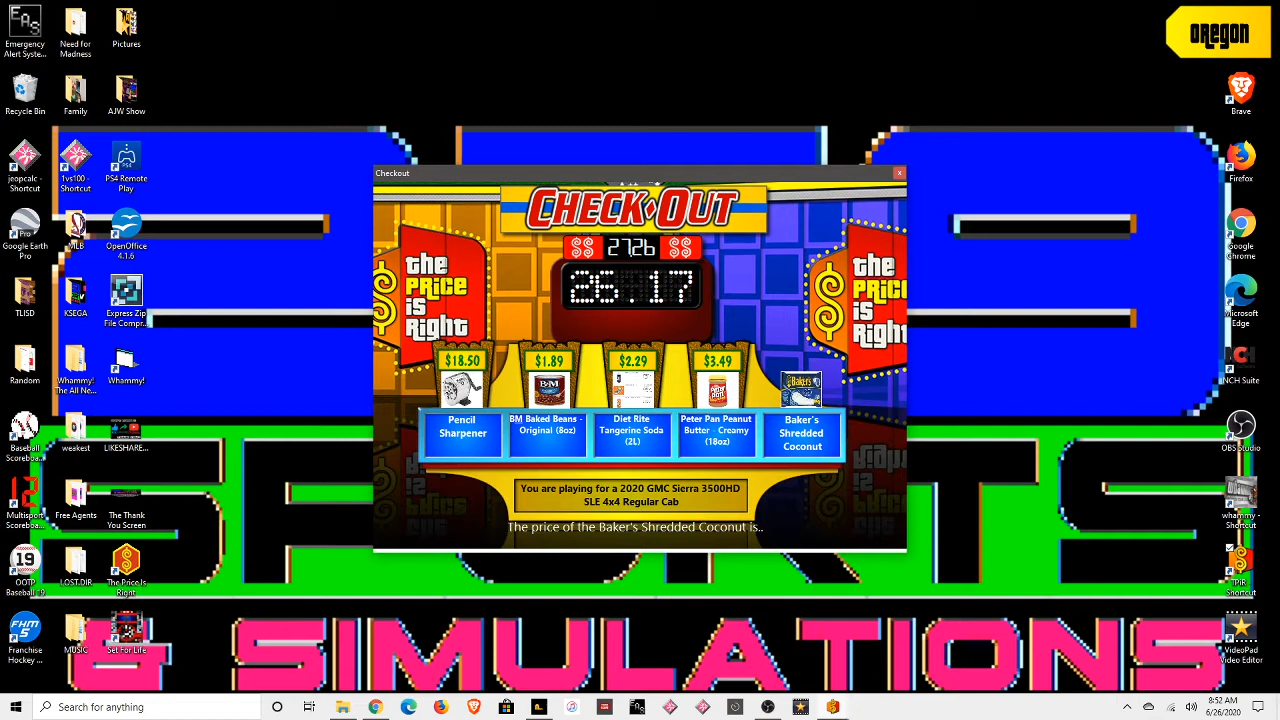 Emergency
Alert Syste...
Need for
Madness
Pictures
OREGON
Recycle Bin
Family
AJW Show
Brave
jeopcalc -
Shortcut
1vs100 -
Shortcut
PS4 Remote
Play
Firefox
Google Earth
Pro
MLB
OpenOffice
4.1.6
Google
Chrome
TLISD
KSEGA
Express Zip
File Compr...
Microsoft
Edge
Random
Whammy!
The All Ne...
Whammy!
NCH Suite
Baseball
Scoreboa...
weakest
LIKESHARE...
OBS Studio
Multisport
Scoreboa...
Free Agents
The Thank
You Screen
whammy -
Shortcut
OOTP
Baseball 19
LOST.DIR
The Price Is
Right
TPiR
Shortcut
Franchise
Hockey ...
MUSIC
Set For Life
VideoPad
Video Editor
Checkout
CHECK OUT
$$ 27.26 $$
26.17
the
PRiCE
is
Right
the
PRiCE
is
Right
$18.50
$1.89
$2.29
$3.49
Pencil
Sharpener
BM Baked Beans -
Original (8oz)
Diet Rite
Tangerine Soda
(2L)
Peter Pan Peanut
Butter - Creamy
(18oz)
Baker's
Shredded
Coconut
You are playing for a 2020 GMC Sierra 3500HD
SLE 4x4 Regular Cab
The price of the Baker's Shredded Coconut is..
SPORTS
& SIMULATIONS
Search for anything
8:52 AM
6/26/2020